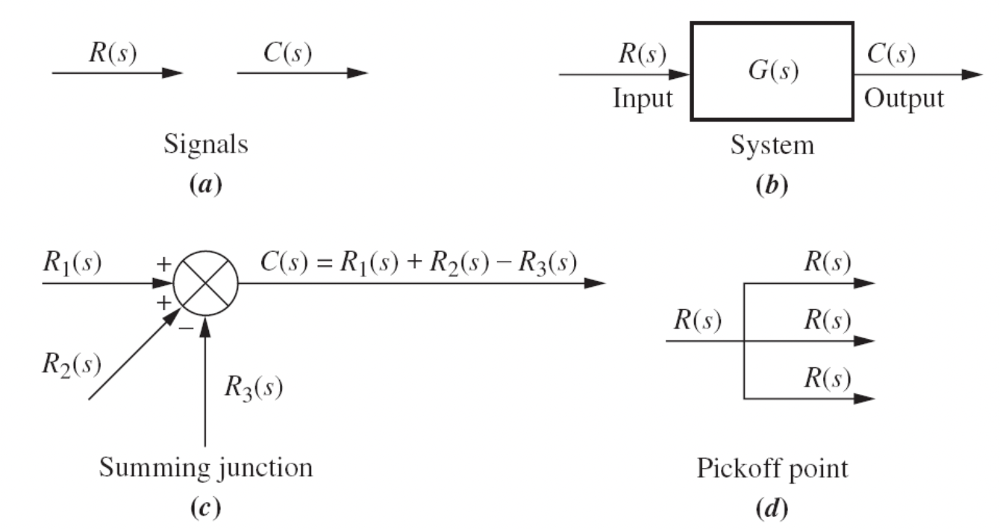 R(s) C(s)
Signals
(a)
R(s)
Input
G(s)
C(s)
Output
System
(b)
R₁(s) + C(s) = R₁(s) + R₂(s) − R₃(s)
+
−
R₂(s)
R₃(s)
Summing junction
(c)
R(s)
R(s)
R(s)
R(s)
Pickoff point
(d)